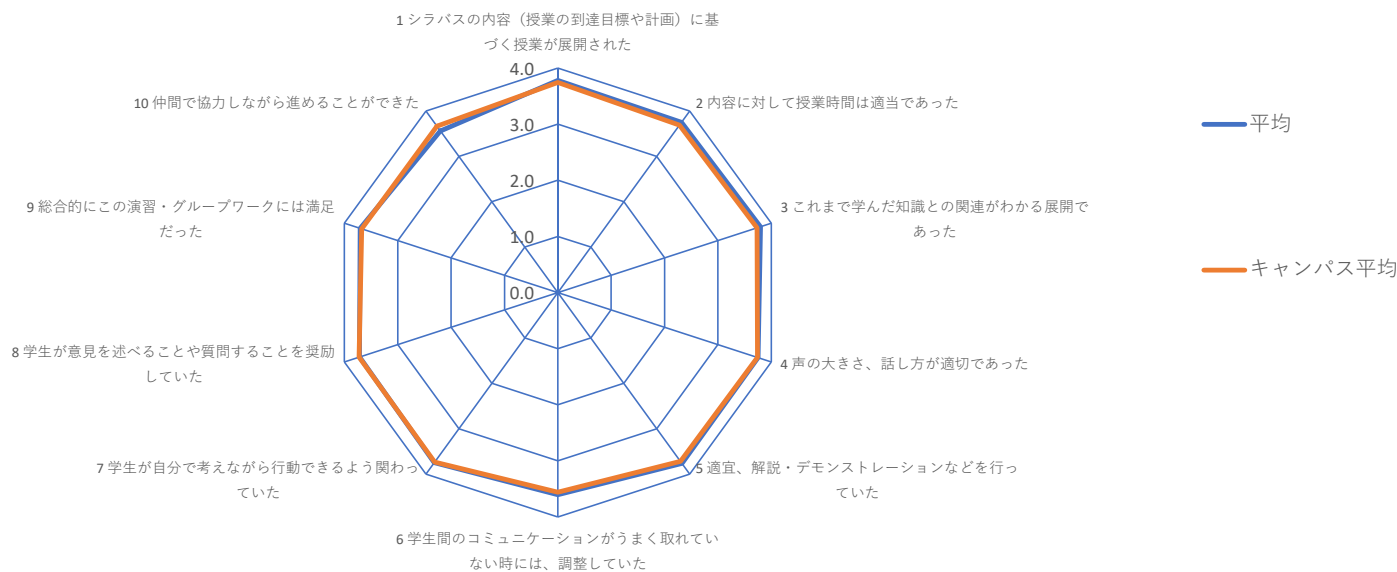 1 シラバスの内容（授業の到達目標や計画）に基
づく授業が展開された
4.0
10 仲間で協力しながら進めることができた
2 内容に対して授業時間は適当であった
平均
3.0
2.0
9 総合的にこの演習・グループワークには満足
だった
3 これまで学んだ知識との関連がわかる展開で
あった
1.0
キャンパス平均
0.0
8 学生が意見を述べることや質問することを奨励
していた
4 声の大きさ、話し方が適切であった
7 学生が自分で考えながら行動できるよう関わっ
ていた
5 適宜、解説・デモンストレーションなどを行っ
ていた
6 学生間のコミュニケーションがうまく取れてい
ない時には、調整していた